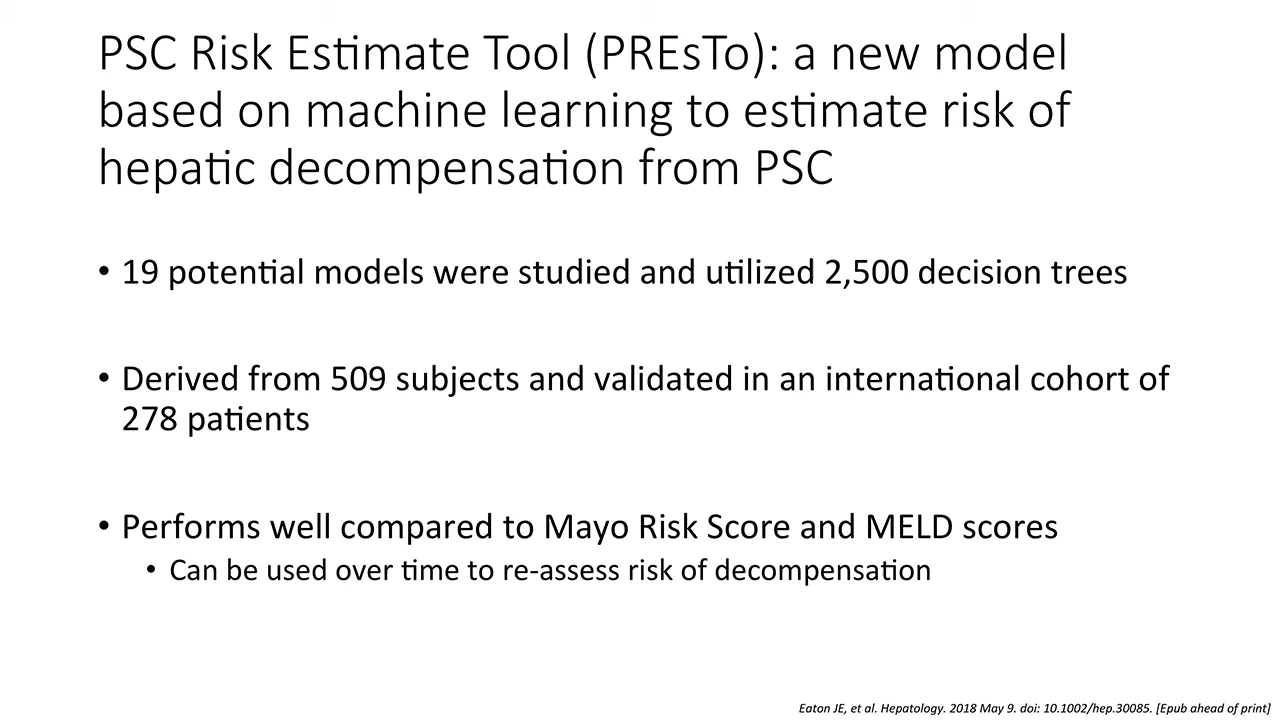 PSC Risk Estimate Tool (PREsTo): a new model
based on machine learning to estimate risk of
hepatic decompensation from PSC
• 19 potential models were studied and utilized 2,500 decision trees
• Derived from 509 subjects and validated in an international cohort of
278 patients
• Performs well compared to Mayo Risk Score and MELD scores
• Can be used over time to re-assess risk of decompensation
Eaton JE, et al. Hepatology. 2018 May 9. doi: 10.1002/hep.30085. [Epub ahead of print]